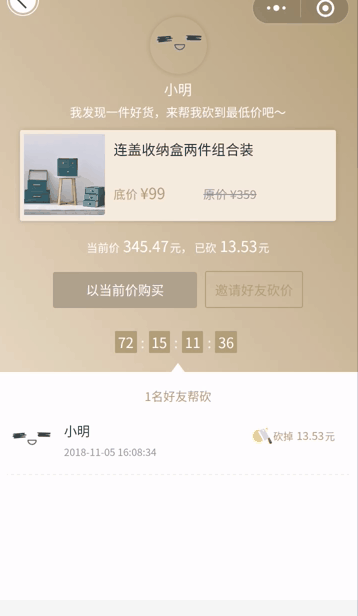 小明
我发现一件好货，来帮我砍到最低价吧～
连盖收纳盒两件组合装
底价 ¥99 原价 ¥359
当前价 345.47元， 已砍 13.53元
以当前价购买 邀请好友砍价
72 : 15 : 11 : 36
1名好友帮砍
小明 砍掉 13.53元
2018-11-05 16:08:34